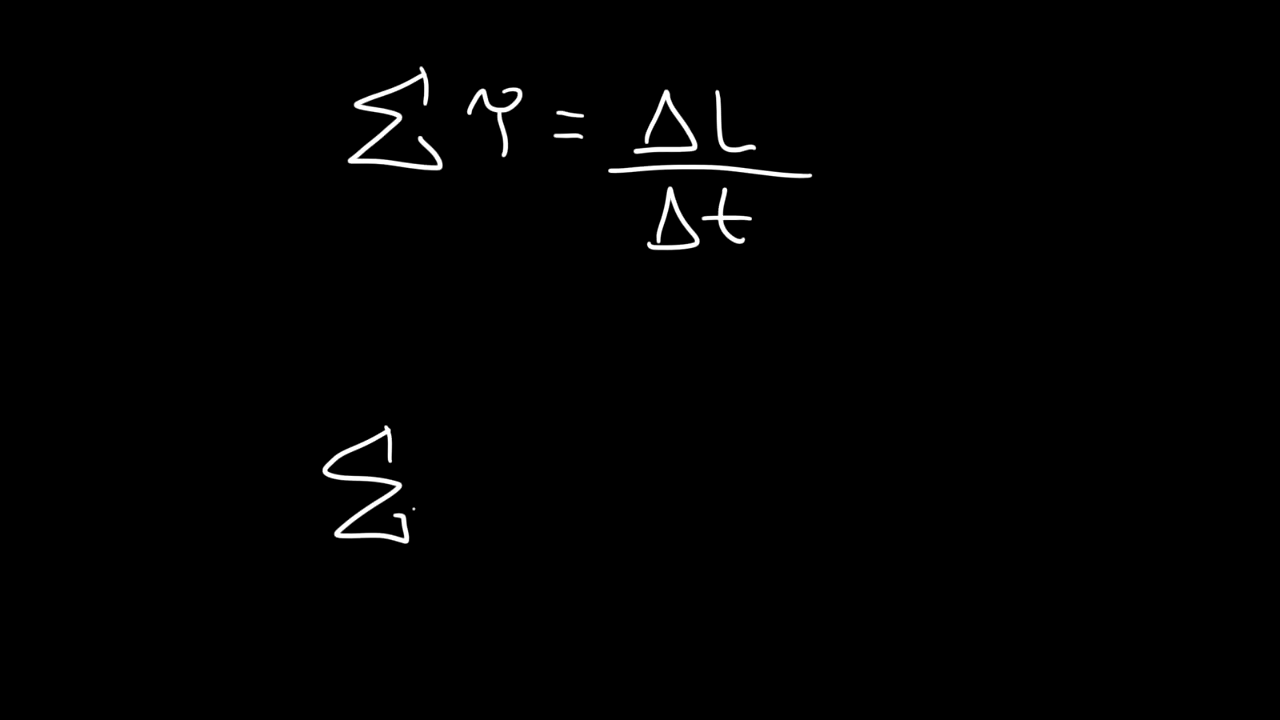 Σ τ = ΔL / Δt
Σ